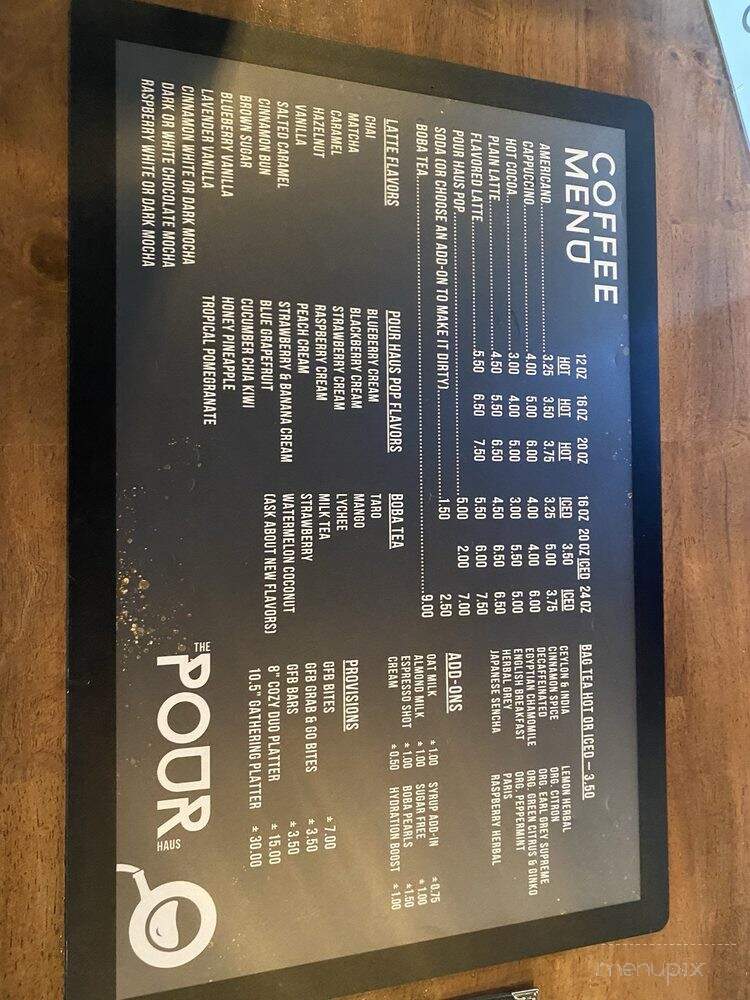 COFFEE
MENU
12 OZ 16 OZ 20 OZ 16 OZ 20 OZ ICED 24 OZ
HOT HOT HOT ICED 3.50 ICED
AMERICANO 3.25 3.50 3.75 3.25 5.00 3.75
CAPPUCCINO 4.00 5.00 6.00 4.00 4.00 6.00
HOT COCOA 3.00 4.00 5.00 3.00 5.50 5.00
PLAIN LATTE 4.50 5.50 6.50 4.50 6.50 6.50
FLAVORED LATTE 5.50 6.50 7.50 5.50 6.00 7.50
POUR HAUS POP 5.00 2.00 7.00
SODA (OR CHOOSE AN ADD-ON TO MAKE IT DIRTY) 1.50 2.50
BOBA TEA 9.00
LATTE FLAVORS
CHAI
MATCHA
CARAMEL
HAZELNUT
VANILLA
SALTED CARAMEL
CINNAMON BUN
BROWN SUGAR
BLUEBERRY VANILLA
LAVENDER VANILLA
CINNAMON WHITE OR DARK MOCHA
DARK OR WHITE CHOCOLATE MOCHA
RASPBERRY WHITE OR DARK MOCHA
POUR HAUS POP FLAVORS
BLUEBERRY CREAM
BLACKBERRY CREAM
STRAWBERRY CREAM
RASPBERRY CREAM
PEACH CREAM
STRAWBERRY & BANANA CREAM
BLUE GRAPEFRUIT
CUCUMBER CHIA KIWI
HONEY PINEAPPLE
TROPICAL POMEGRANATE
BOBA TEA
TARO
MANGO
LYCHEE
MILK TEA
STRAWBERRY
WATERMELON COCONUT
(ASK ABOUT NEW FLAVORS)
BAG TEA HOT OR ICED – 3.50
CEYLON & INDIA
CINNAMON SPICE
DECAFFEINATED
EGYPTIAN CHAMOMILE
ENGLISH BREAKFAST
HERBAL GREY
JAPANESE SENCHA
LEMON HERBAL
ORG. CITRON
ORG. EARL GREY SUPREME
ORG. GREEN CITRUS & GINKO
ORG. PEPPERMINT
PARIS
RASPBERRY HERBAL
ADD-ONS
OAT MILK ± 1.00
ALMOND MILK ± 1.00
ESPRESSO SHOT ± 1.00
CREAM ± 0.50
SYRUP ADD-IN ± 0.75
SUGAR FREE ± 1.00
BOBA PEARLS ± 1.50
HYDRATION BOOST ± 1.00
PROVISIONS
GFB BITES ± 7.00
GFB GRAB & GO BITES ± 3.50
GFB BARS ± 3.50
8" COZY DUO PLATTER ± 15.00
10.5" GATHERING PLATTER ± 30.00
THE
POUR
HAUS
menupix